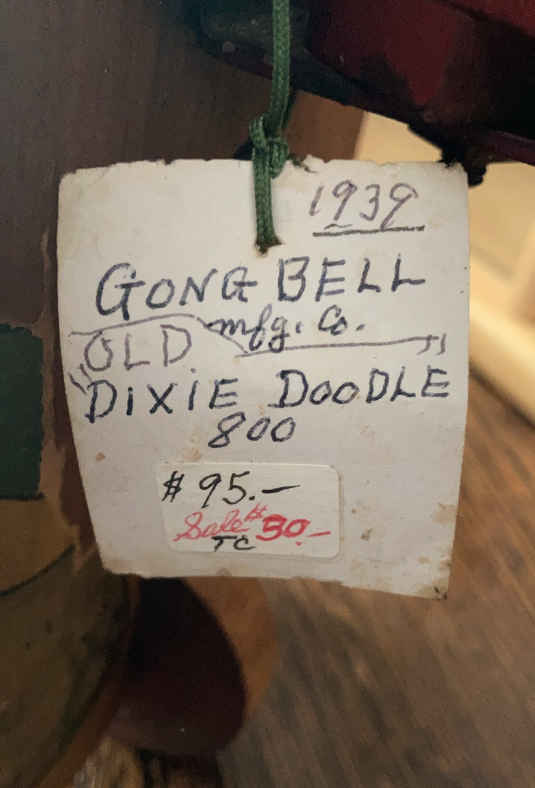 1939
GONG BELL
mfg. Co.
OLD
"DIXIE DOODLE"
800
$95.—
Sale $30.—
TC